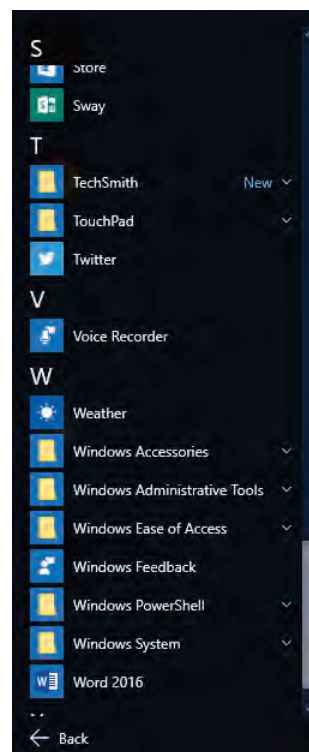 S
Store
Sway
T
TechSmith New
TouchPad
Twitter
V
Voice Recorder
W
Weather
Windows Accessories
Windows Administrative Tools
Windows Ease of Access
Windows Feedback
Windows PowerShell
Windows System
Word 2016
Back